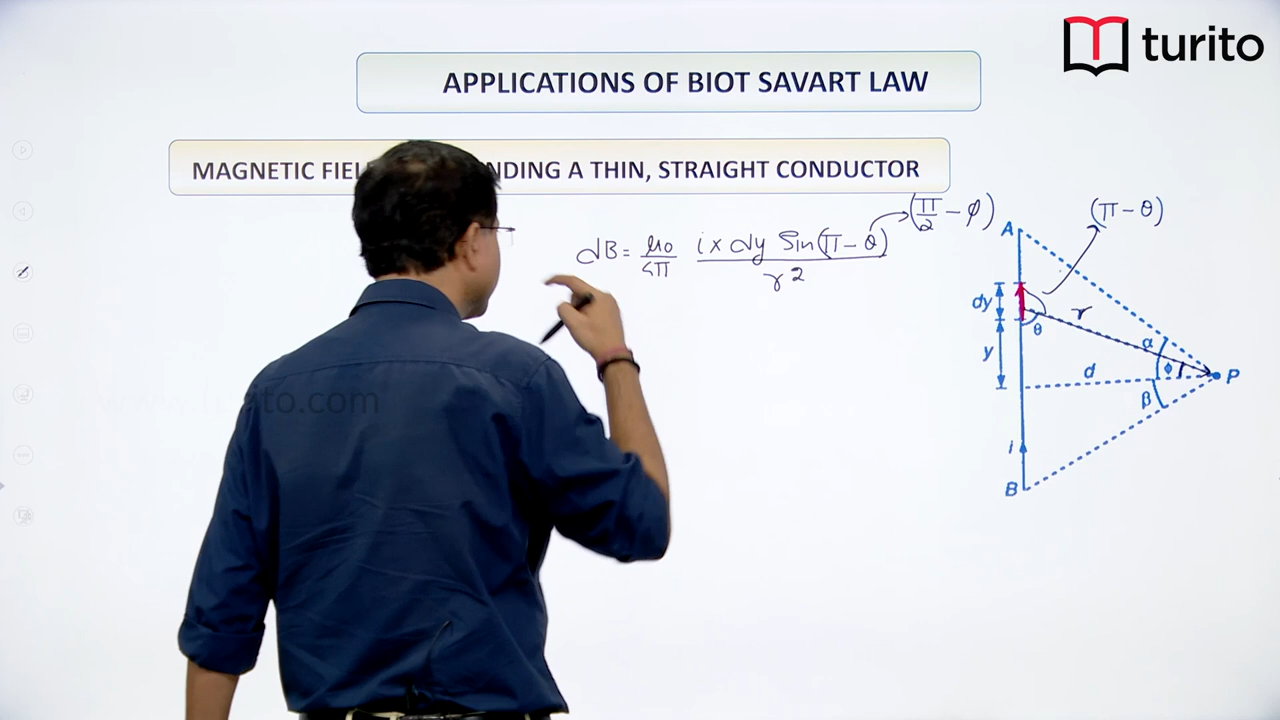 turito
APPLICATIONS OF BIOT SAVART LAW
MAGNETIC FIEL NDING A THIN, STRAIGHT CONDUCTOR
dB = μ0/4π i x dy Sin(π - θ)/r²
(π/2 - φ)
(π - θ)
A
dy
r
θ
y
α
d
ϕ
P
β
i
B